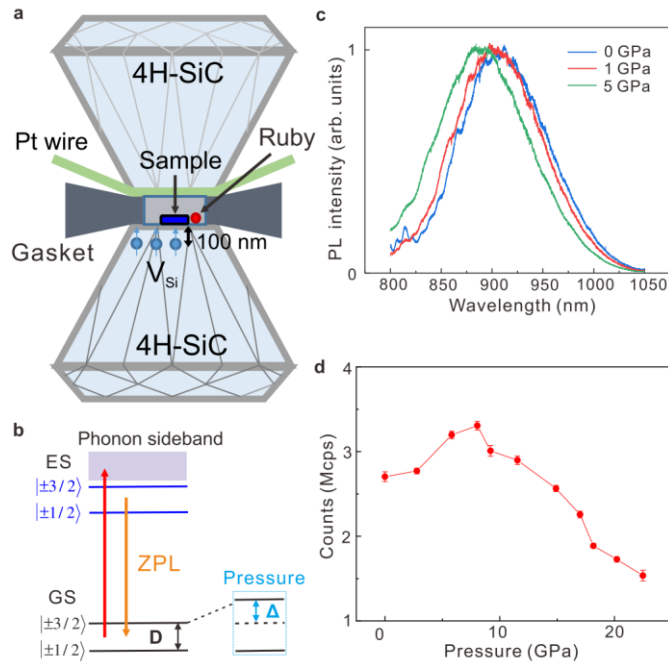 a
4H-SiC
Pt wire
Ruby
Sample
Gasket
100 nm
V_Si
4H-SiC
b
Phonon sideband
ES
|±3/2⟩
|±1/2⟩
ZPL
Pressure
GS
Δ
|±3/2⟩
D
|±1/2⟩
c
0 GPa
1 GPa
5 GPa
PL intensity (arb. units)
1
0
800 850 900 950 1000 1050
Wavelength (nm)
d
Counts (Mcps)
4
3
2
1
0 10 20
Pressure (GPa)